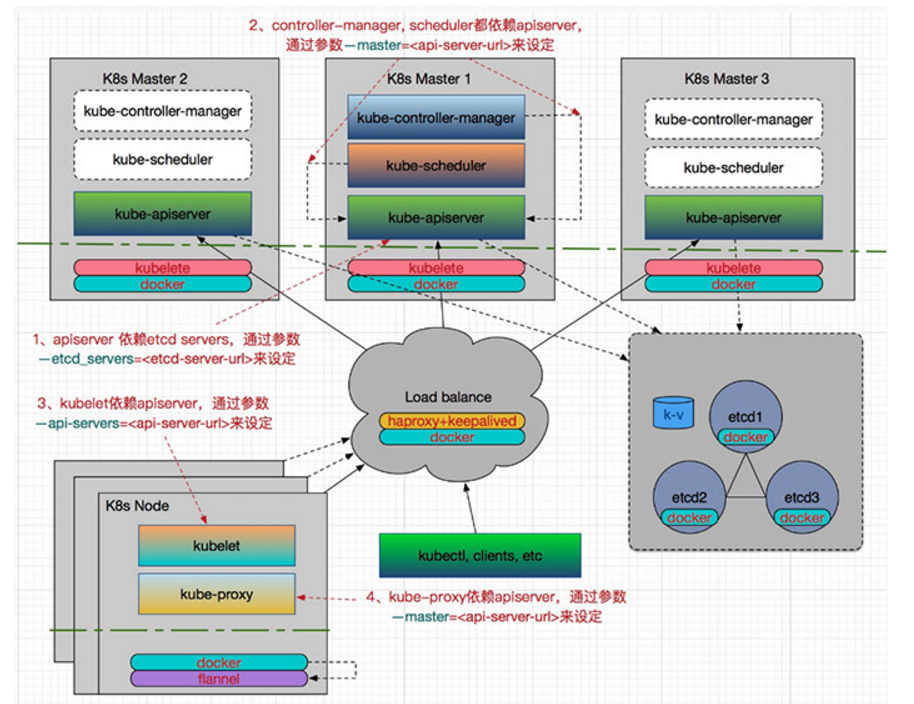 2、controller-manager, scheduler都依赖apiserver,
通过参数—master=<api-server-url>来设定
K8s Master 2
kube-controller-manager
kube-scheduler
kube-apiserver
kubelete
docker
K8s Master 1
kube-controller-manager
kube-scheduler
kube-apiserver
kubelete
docker
K8s Master 3
kube-controller-manager
kube-scheduler
kube-apiserver
kubelete
docker
1、apiserver 依赖etcd servers，通过参数
—etcd_servers=<etcd-server-url>来设定
3、kubelet依赖apiserver，通过参数
—api-servers=<api-server-url>来设定
Load balance
haproxy+keepalived
docker
k-v
etcd1
docker
etcd2
docker
etcd3
docker
K8s Node
kubelet
kube-proxy
docker
flannel
kubectl, clients, etc
4、kube-proxy依赖apiserver，通过参数
—master=<api-server-url>来设定